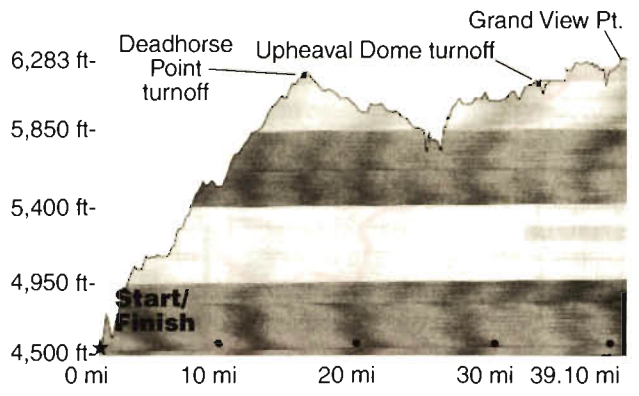 Grand View Pt.
Deadhorse
Point
turnoff
Upheaval Dome turnoff
6,283 ft-
5,850 ft-
5,400 ft-
4,950 ft-
4,500 ft-
Start/
Finish
0 mi
10 mi
20 mi
30 mi
39.10 mi